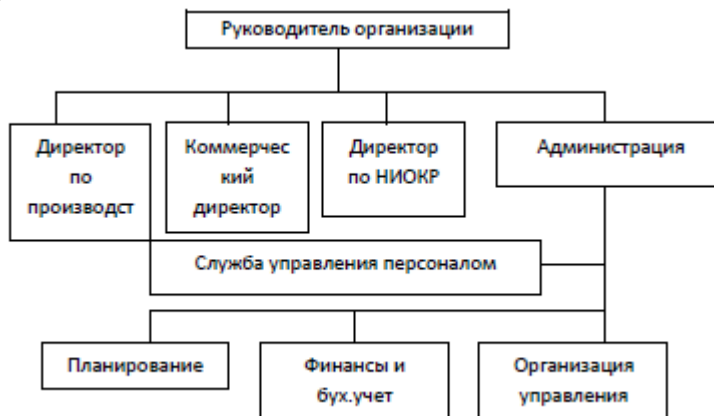 Руководитель организации
Директор
по
производст
Коммерчес
кий
директор
Директор
по НИОКР
Администрация
Служба управления персоналом
Планирование
Финансы и
бух.учет
Организация
управления